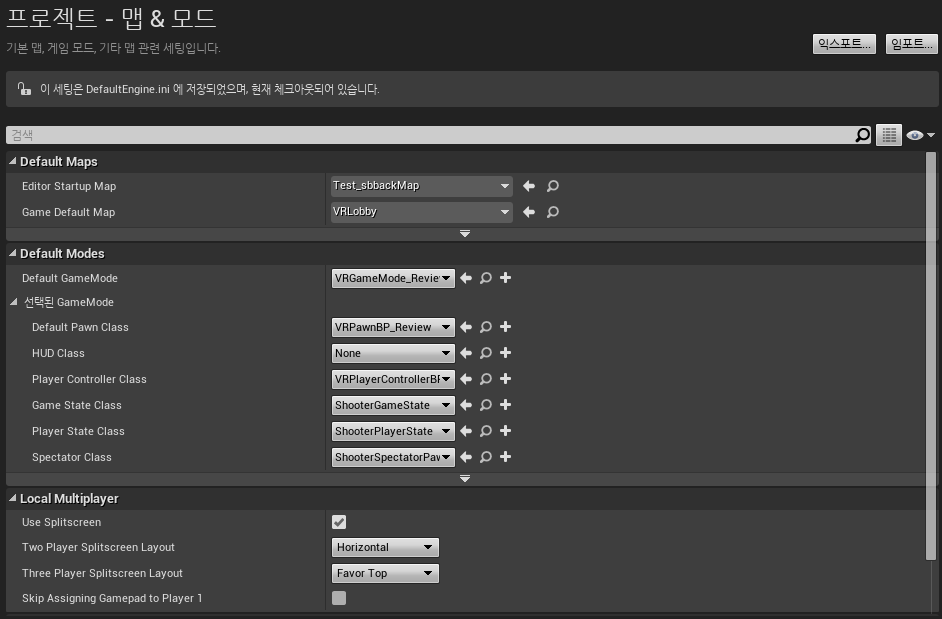 프로젝트 - 맵 & 모드
기본 맵, 게임 모드, 기타 맵 관련 세팅입니다.
익스포트... 임포트...
이 세팅은 DefaultEngine.ini 에 저장되었으며, 현재 체크아웃되어 있습니다.
검색
Default Maps
Editor Startup Map Test_sbbackMap
Game Default Map VRLobby
Default Modes
Default GameMode VRGameMode_Revie
선택된 GameMode
Default Pawn Class VRPawnBP_Review
HUD Class None
Player Controller Class VRPlayerControllerBF
Game State Class ShooterGameState
Player State Class ShooterPlayerState
Spectator Class ShooterSpectatorPaw
Local Multiplayer
Use Splitscreen
Two Player Splitscreen Layout Horizontal
Three Player Splitscreen Layout Favor Top
Skip Assigning Gamepad to Player 1